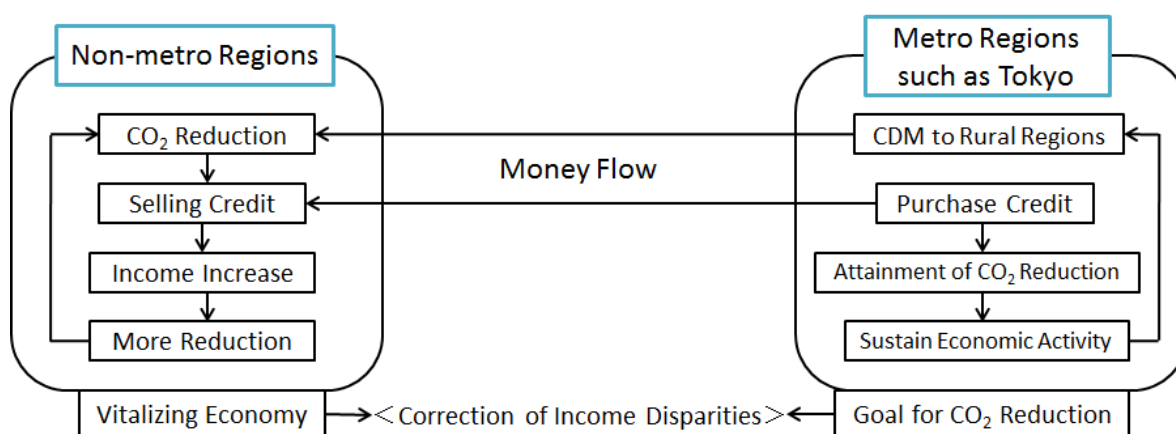 Non-metro Regions
Metro Regions
such as Tokyo
CO₂ Reduction
CDM to Rural Regions
Money Flow
Selling Credit
Purchase Credit
Income Increase
Attainment of CO₂ Reduction
More Reduction
Sustain Economic Activity
Vitalizing Economy
<Correction of Income Disparities>
Goal for CO₂ Reduction